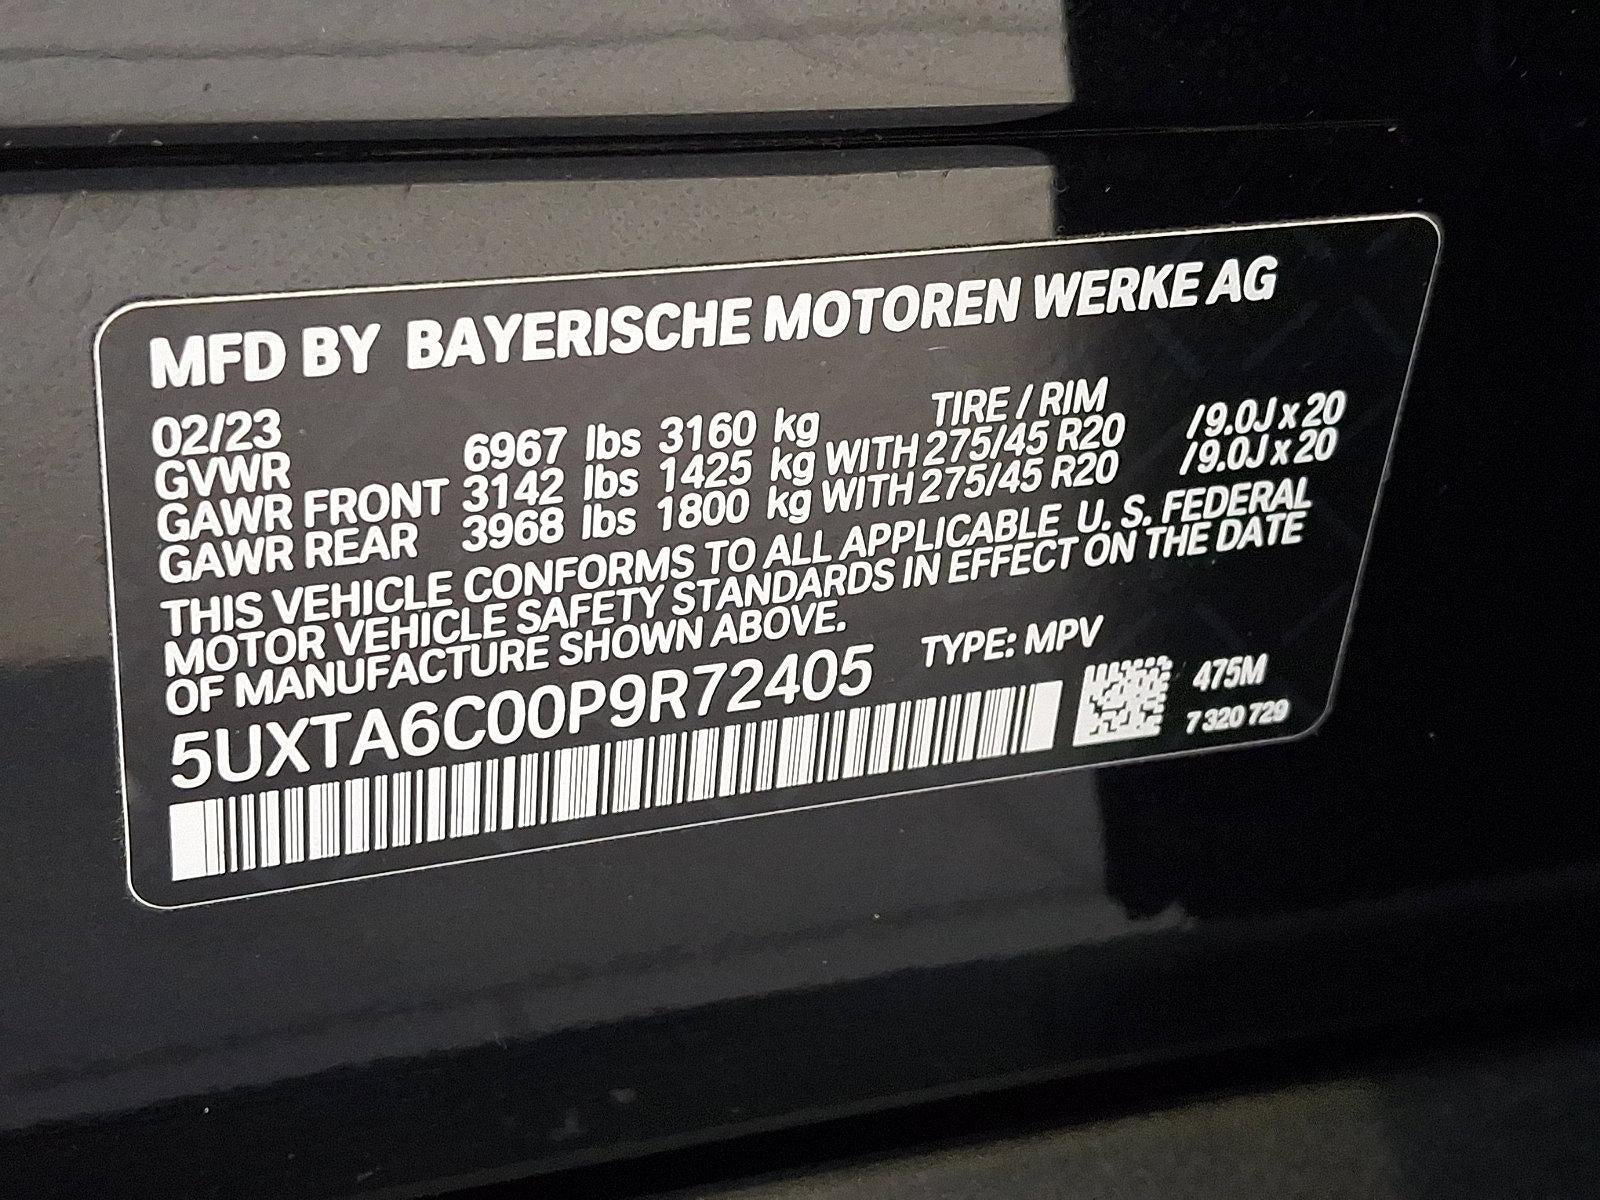 MFD BY BAYERISCHE MOTOREN WERKE AG
02/23 TIRE / RIM
GVWR 6967 lbs 3160 kg
GAWR FRONT 3142 lbs 1425 kg WITH 275/45 R20 /9.0J x 20
GAWR REAR 3968 lbs 1800 kg WITH 275/45 R20 /9.0J x 20
THIS VEHICLE CONFORMS TO ALL APPLICABLE U. S. FEDERAL
MOTOR VEHICLE SAFETY STANDARDS IN EFFECT ON THE DATE
OF MANUFACTURE SHOWN ABOVE.
5UXTA6C00P9R72405 TYPE: MPV
475M
7 320 729